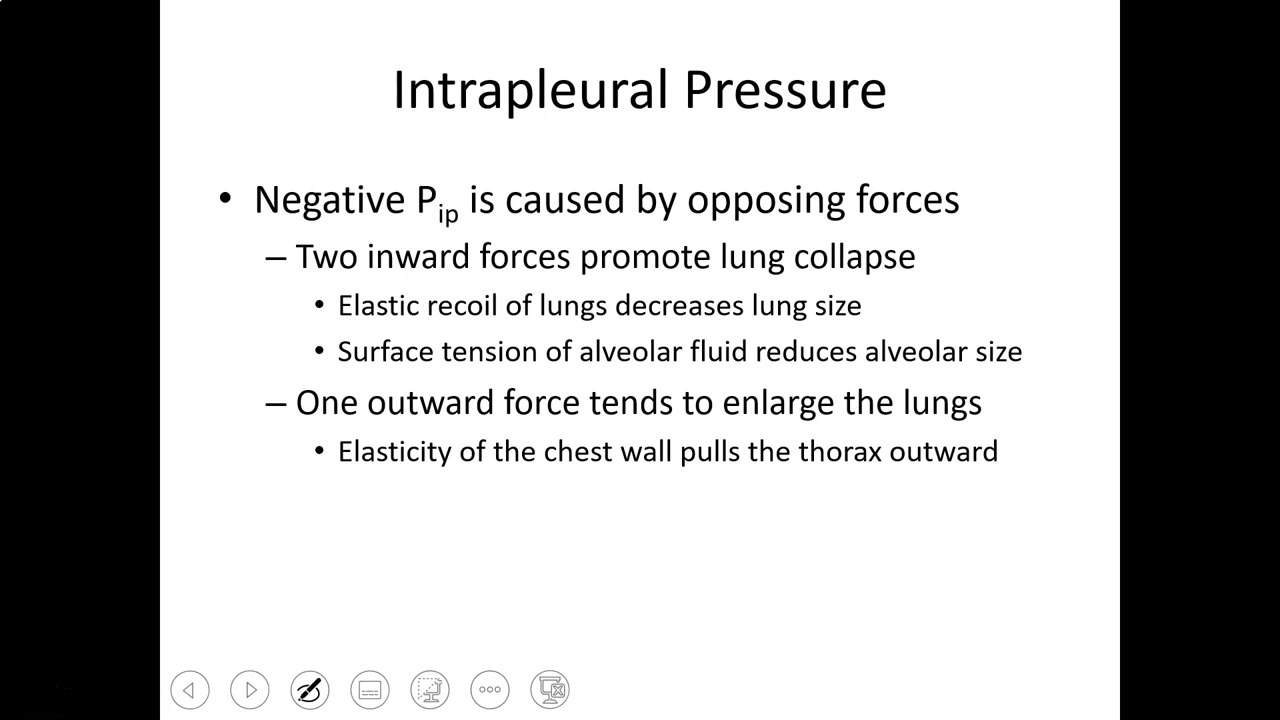 Intrapleural Pressure
• Negative Pip is caused by opposing forces
– Two inward forces promote lung collapse
• Elastic recoil of lungs decreases lung size
• Surface tension of alveolar fluid reduces alveolar size
– One outward force tends to enlarge the lungs
• Elasticity of the chest wall pulls the thorax outward